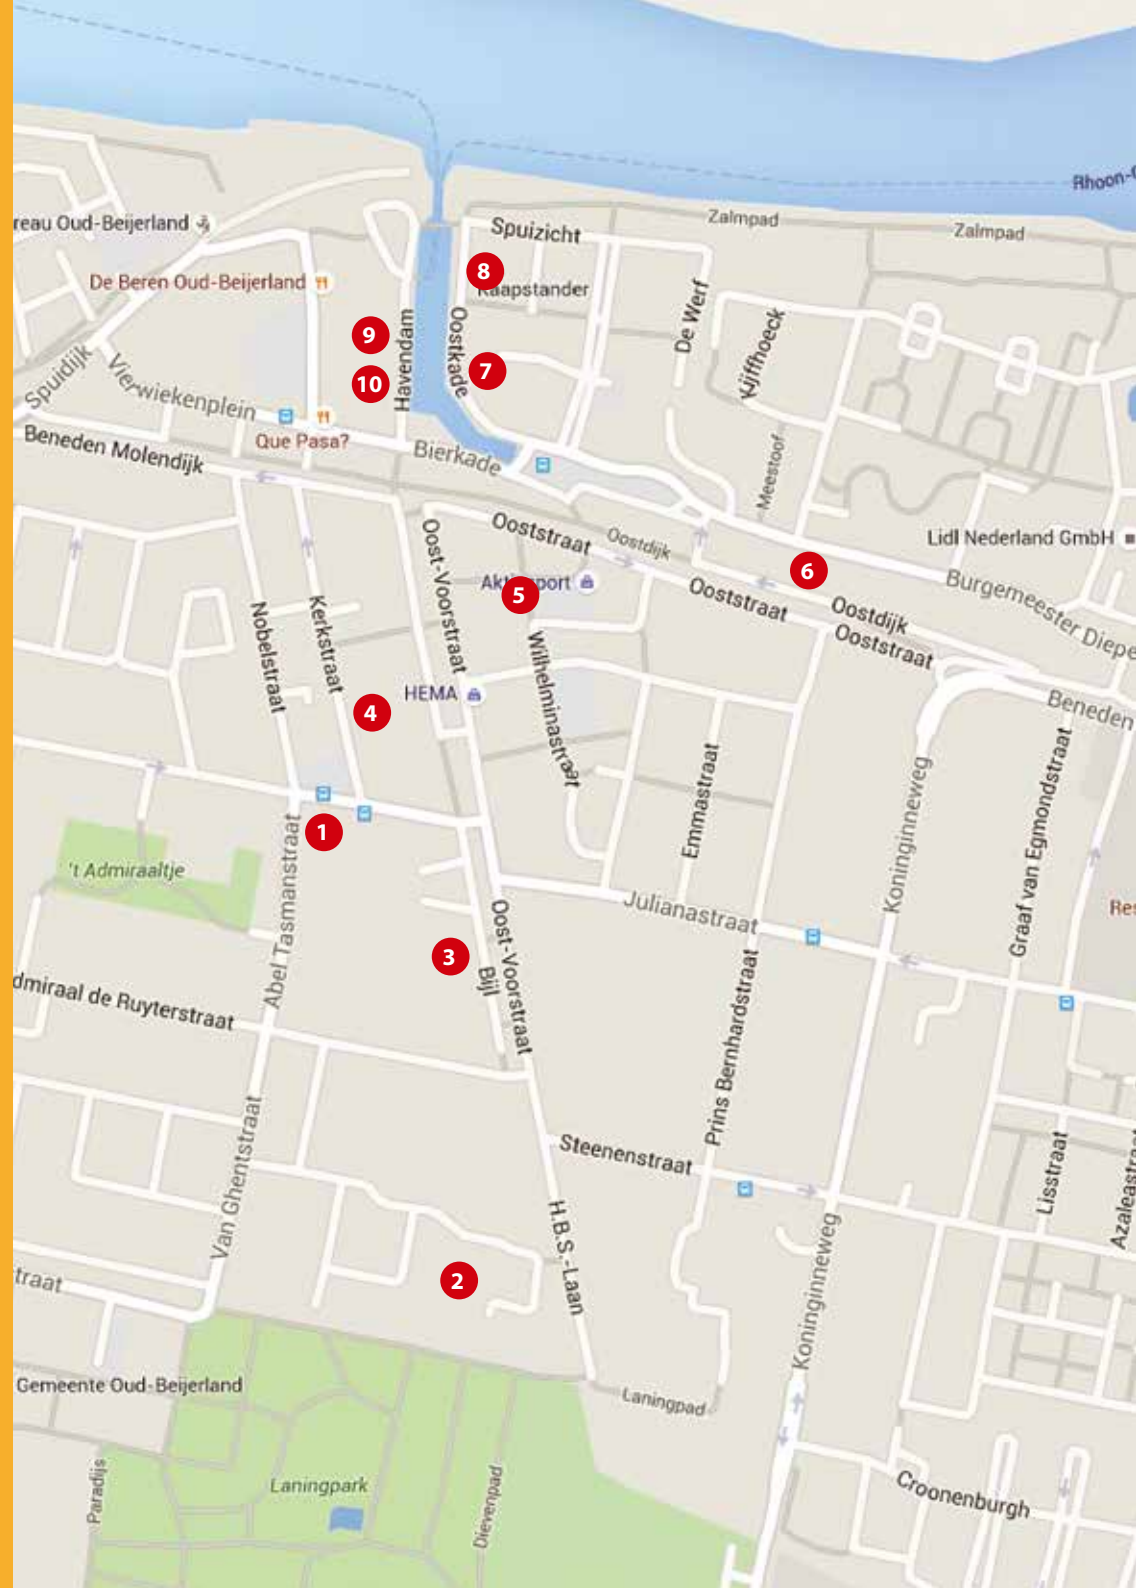 Rhoon-
Zalmpad
Zalmpad
reau Oud-Beijerland
Spuizicht
8
Kaapstander
De Beren Oud-Beijerland
De Werf
Kijffhoeck
9
Havendam
Oostkade
7
10
Spuidijk
Vierwiekenplein
Que Pasa?
Beneden Molendijk
Bierkade
Meestoof
Ooststraat
Oostdijk
Lidl Nederland GmbH
Oost-Voorstraat
5
6
Ooststraat
Oostdijk
Ooststraat
Burgemeester Diepe
Nobelstraat
Kerkstraat
Wilhelminastraat
HEMA
4
Beneden
Emmastraat
Koninginneweg
Graaf van Egmondstraat
1
't Admiraaltje
Abel Tasmanstraat
Julianastraat
Res
3
Bijl
Oost-Voorstraat
dmiraal de Ruyterstraat
Prins Bernhardstraat
Van Ghentstraat
Steenenstraat
Lisstraat
Azaleastraat
H.B.S.-Laan
2
Koninginneweg
traat
Gemeente Oud-Beijerland
Laningpad
Laningpark
Paradijs
Dievenpad
Croonenburgh